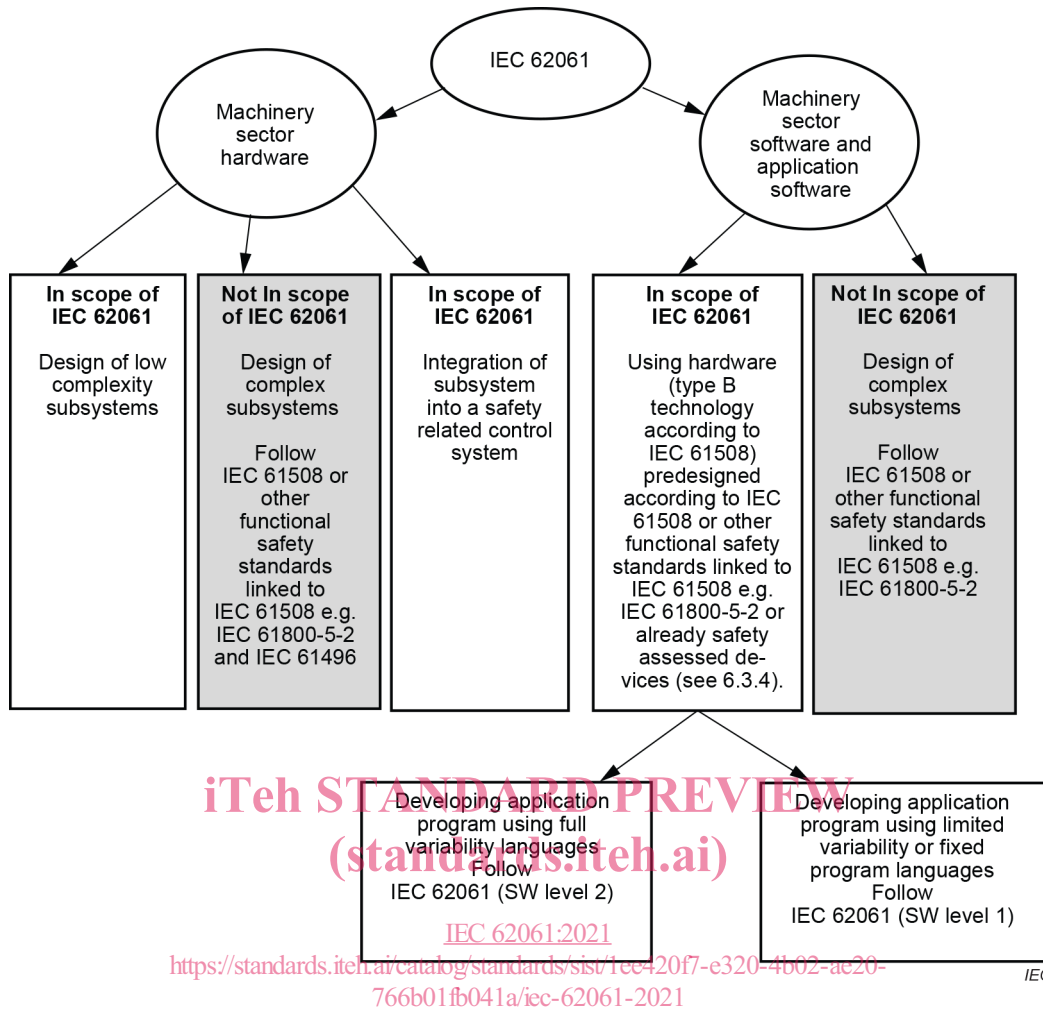 IEC 62061
Machinery
sector
hardware
Machinery
sector
software and
application
software
In scope of
IEC 62061
Design of low
complexity
subsystems
Not In scope
of IEC 62061
Design of
complex
subsystems
Follow
IEC 61508 or
other
functional
safety
standards
linked to
IEC 61508 e.g.
IEC 61800-5-2
and IEC 61496
In scope of
IEC 62061
Integration of
subsystem
into a safety
related control
system
In scope of
IEC 62061
Using hardware
(type B
technology
according to
IEC 61508)
predesigned
according to IEC
61508 or other
functional safety
standards linked to
IEC 61508 e.g.
IEC 61800-5-2 or
already safety
assessed de-
vices (see 6.3.4).
Not In scope of
IEC 62061
Design of
complex
subsystems
Follow
IEC 61508 or
other functional
safety standards
linked to
IEC 61508 e.g.
IEC 61800-5-2
iTeh STANDARD PREVIEW
(standards.iteh.ai)
Developing application
program using full
variability languages
Follow
IEC 62061 (SW level 2)
Developing application
program using limited
variability or fixed
program languages
Follow
IEC 62061 (SW level 1)
IEC 62061:2021
https://standards.iteh.ai/catalog/standards/sist/1ee420f7-e320-4b02-ae20-
766b01fb041a/iec-62061-2021
IEC